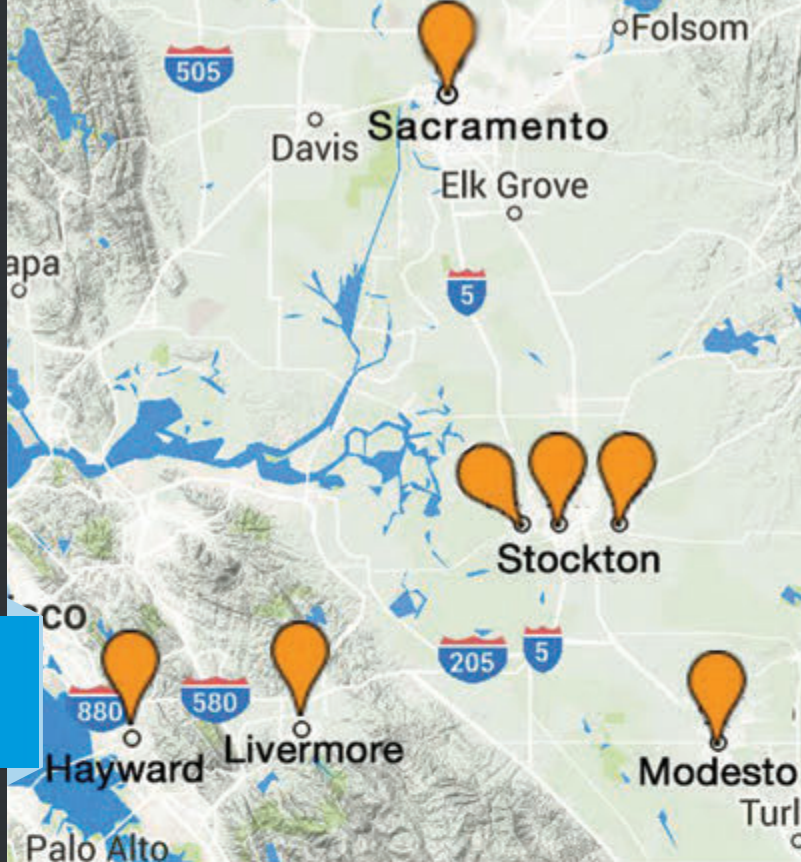 Folsom
505
Sacramento
Davis
Elk Grove
apa
5
Stockton
sco
205
5
880
580
Livermore
Hayward
Modesto
Turl
Palo Alto